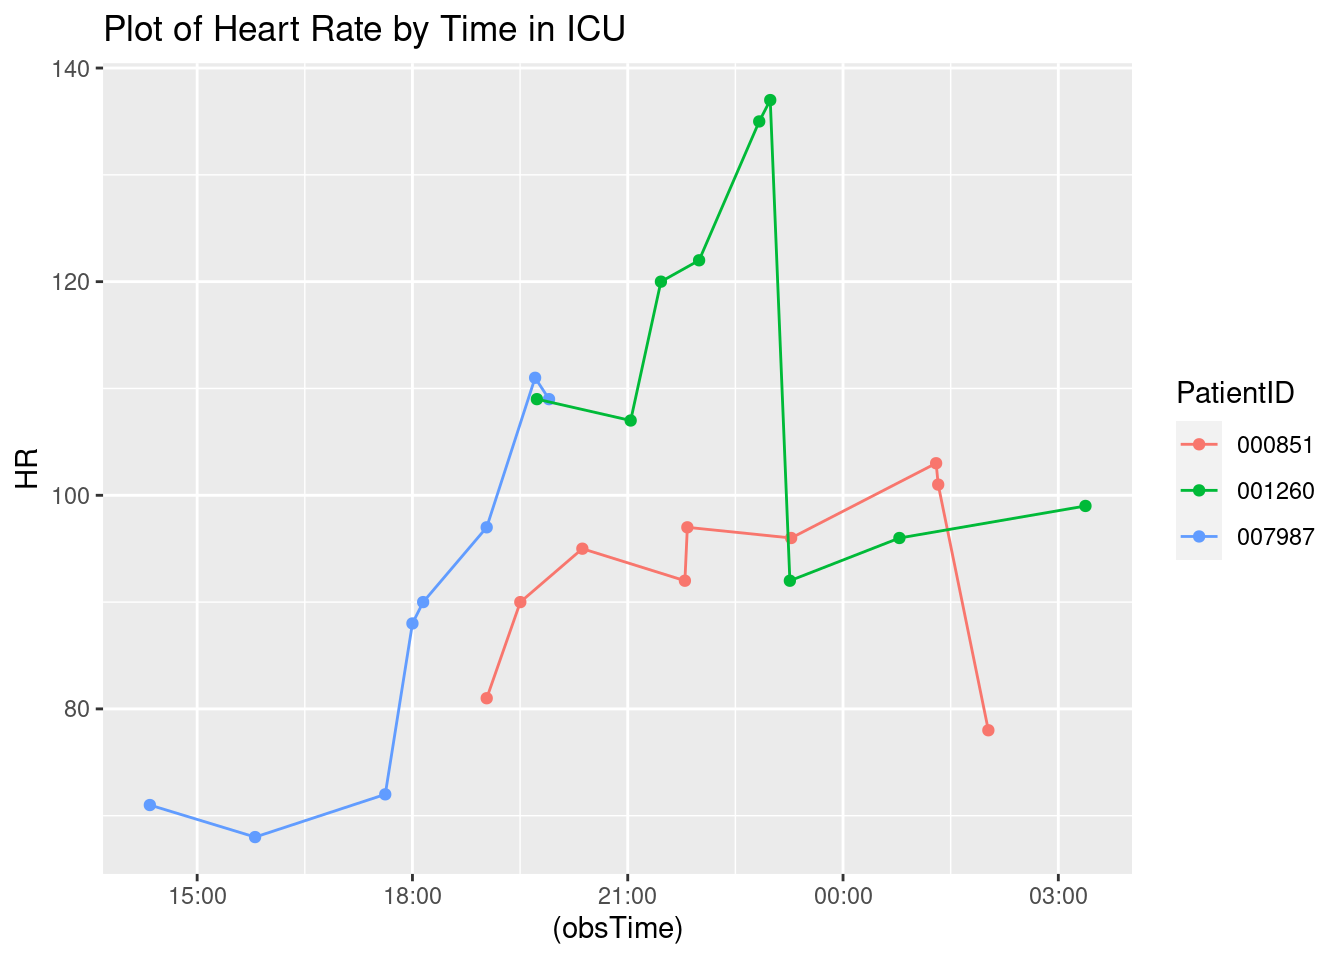 Plot of Heart Rate by Time in ICU
140
120
100
80
HR
15:00 18:00 21:00 00:00 03:00
(obsTime)
PatientID
000851
001260
007987